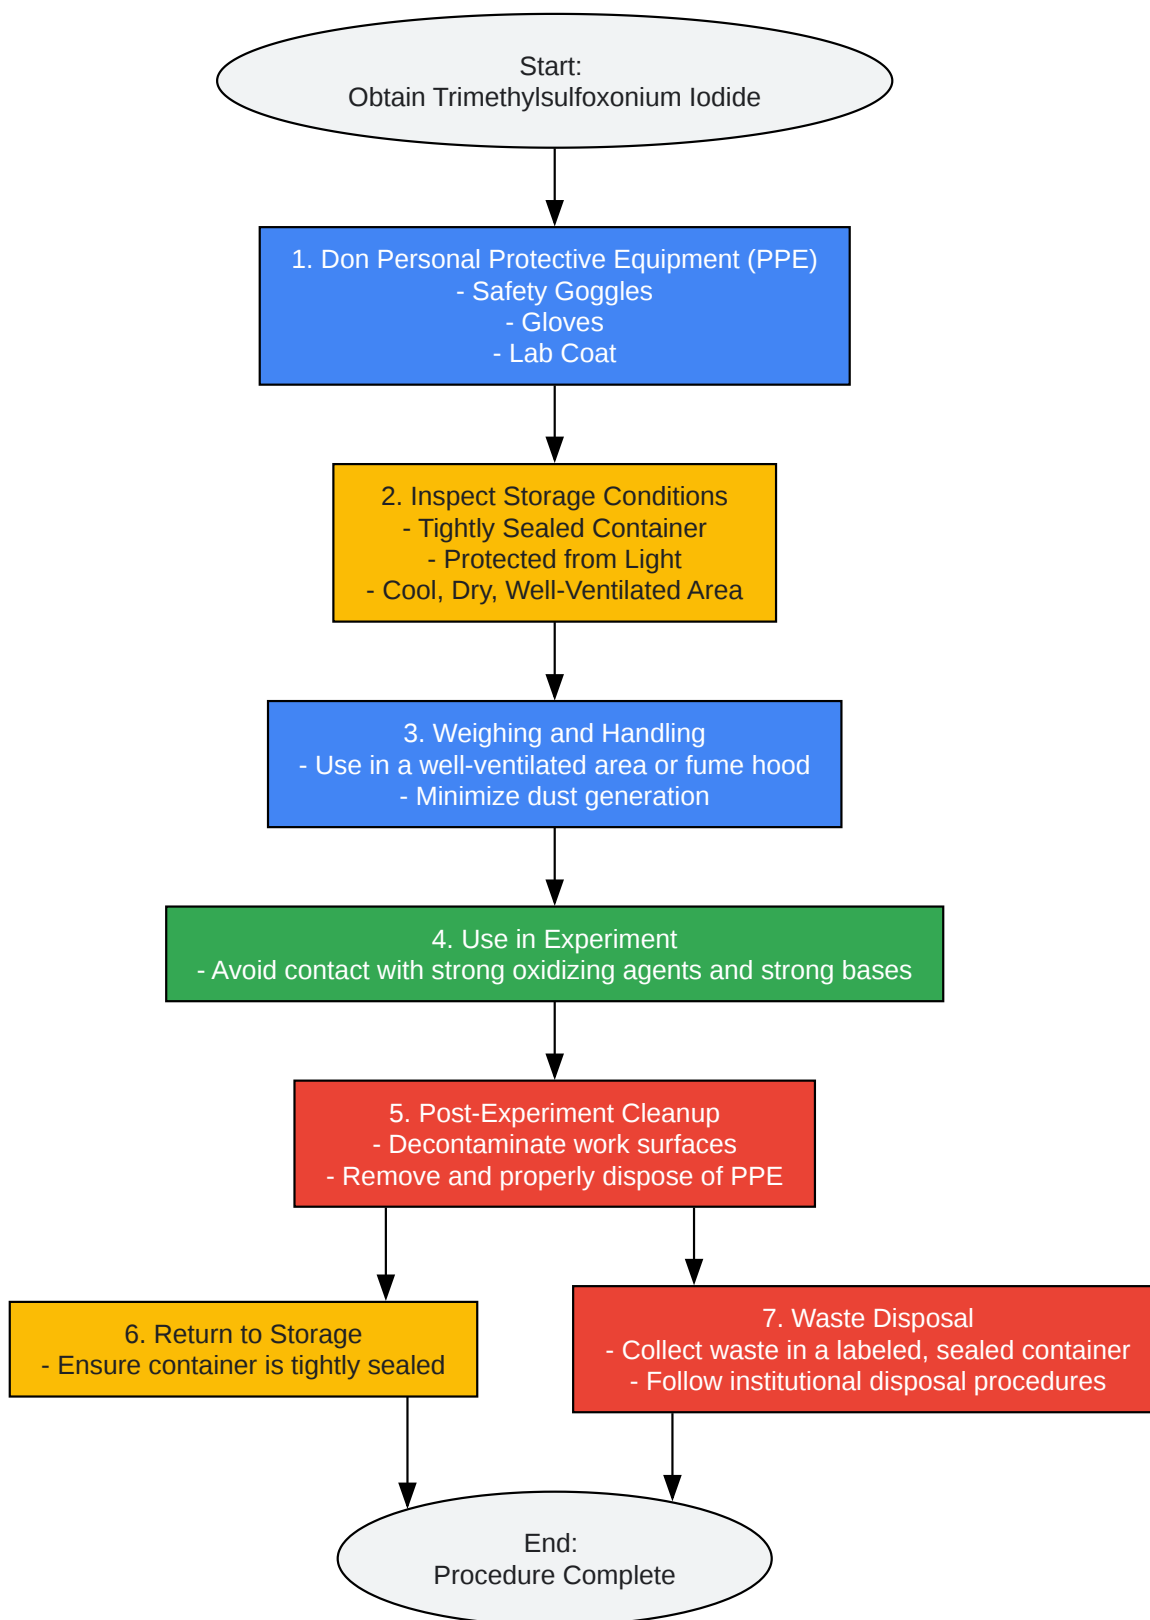 Start:
Obtain Trimethylsulfoxonium Iodide
1. Don Personal Protective Equipment (PPE)
- Safety Goggles
- Gloves
- Lab Coat
2. Inspect Storage Conditions
- Tightly Sealed Container
- Protected from Light
- Cool, Dry, Well-Ventilated Area
3. Weighing and Handling
- Use in a well-ventilated area or fume hood
- Minimize dust generation
4. Use in Experiment
- Avoid contact with strong oxidizing agents and strong bases
5. Post-Experiment Cleanup
- Decontaminate work surfaces
- Remove and properly dispose of PPE
6. Return to Storage
- Ensure container is tightly sealed
7. Waste Disposal
- Collect waste in a labeled, sealed container
- Follow institutional disposal procedures
End:
Procedure Complete